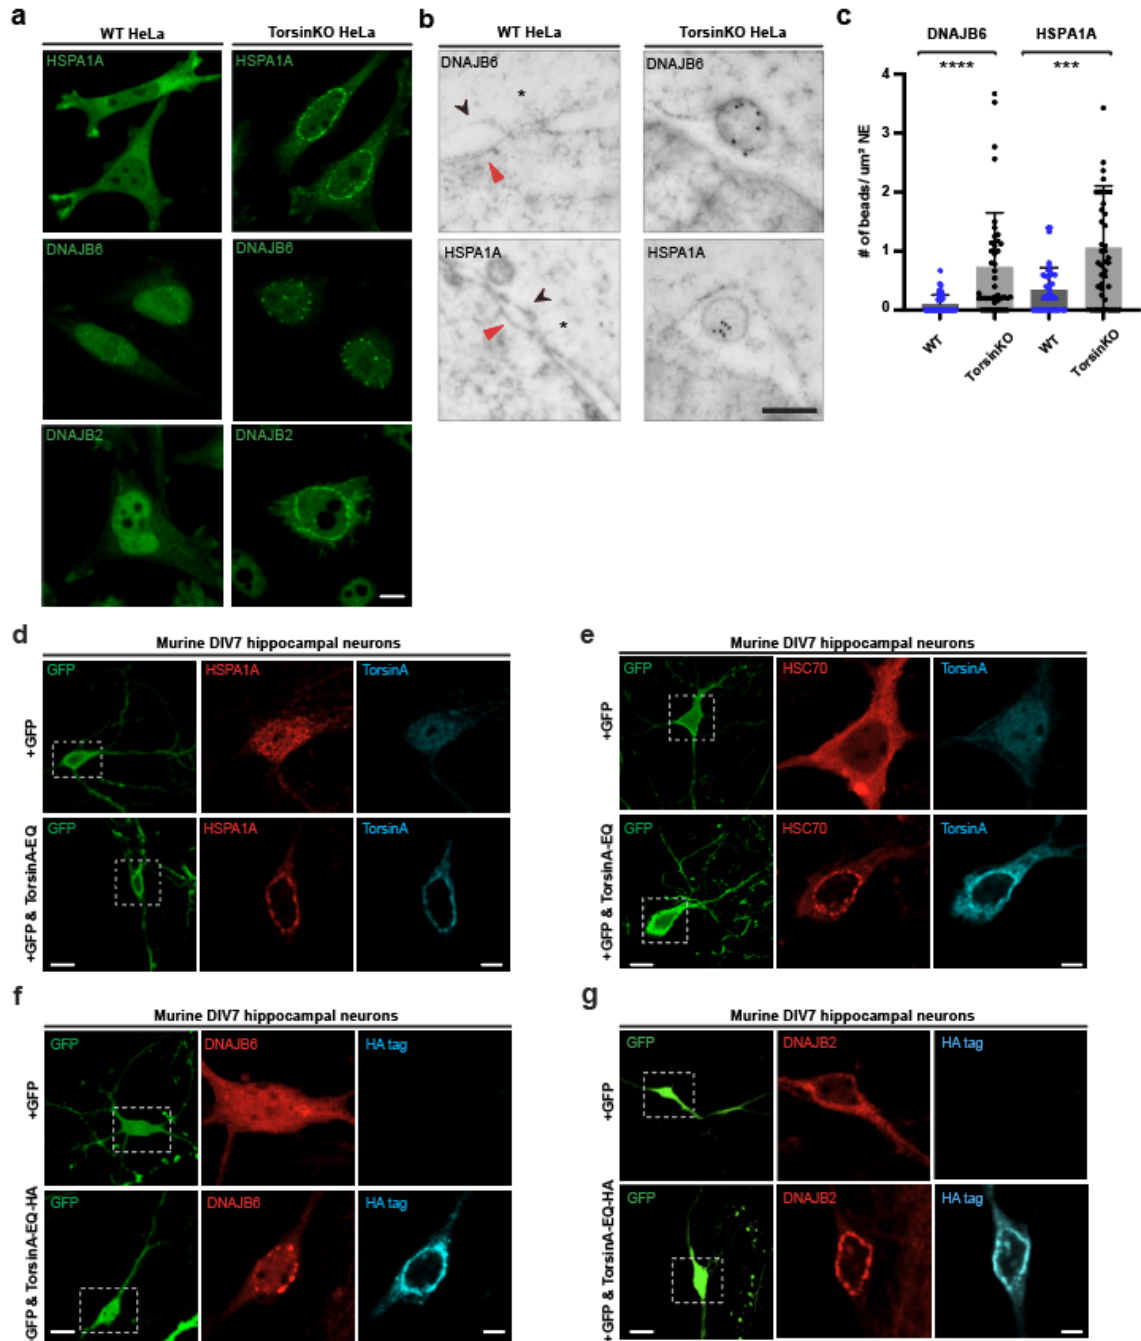 a
WT HeLa
TorsinKO HeLa
HSPA1A
HSPA1A
DNAJB6
DNAJB6
DNAJB2
DNAJB2
b
WT HeLa
TorsinKO HeLa
DNAJB6
DNAJB6
*
HSPA1A
HSPA1A
*
c
DNAJB6
HSPA1A
****
***
# of beads/ um² NE
4
3
2
1
0
WT
TorsinKO
WT
TorsinKO
d
Murine DIV7 hippocampal neurons
+GFP
GFP
HSPA1A
TorsinA
+GFP & TorsinA-EQ
GFP
HSPA1A
TorsinA
e
Murine DIV7 hippocampal neurons
+GFP
GFP
HSC70
TorsinA
+GFP & TorsinA-EQ
GFP
HSC70
TorsinA
f
Murine DIV7 hippocampal neurons
+GFP
GFP
DNAJB6
HA tag
+GFP & TorsinA-EQ-HA
GFP
DNAJB6
HA tag
g
Murine DIV7 hippocampal neurons
+GFP
GFP
DNAJB2
HA tag
+GFP & TorsinA-EQ-HA
GFP
DNAJB2
HA tag